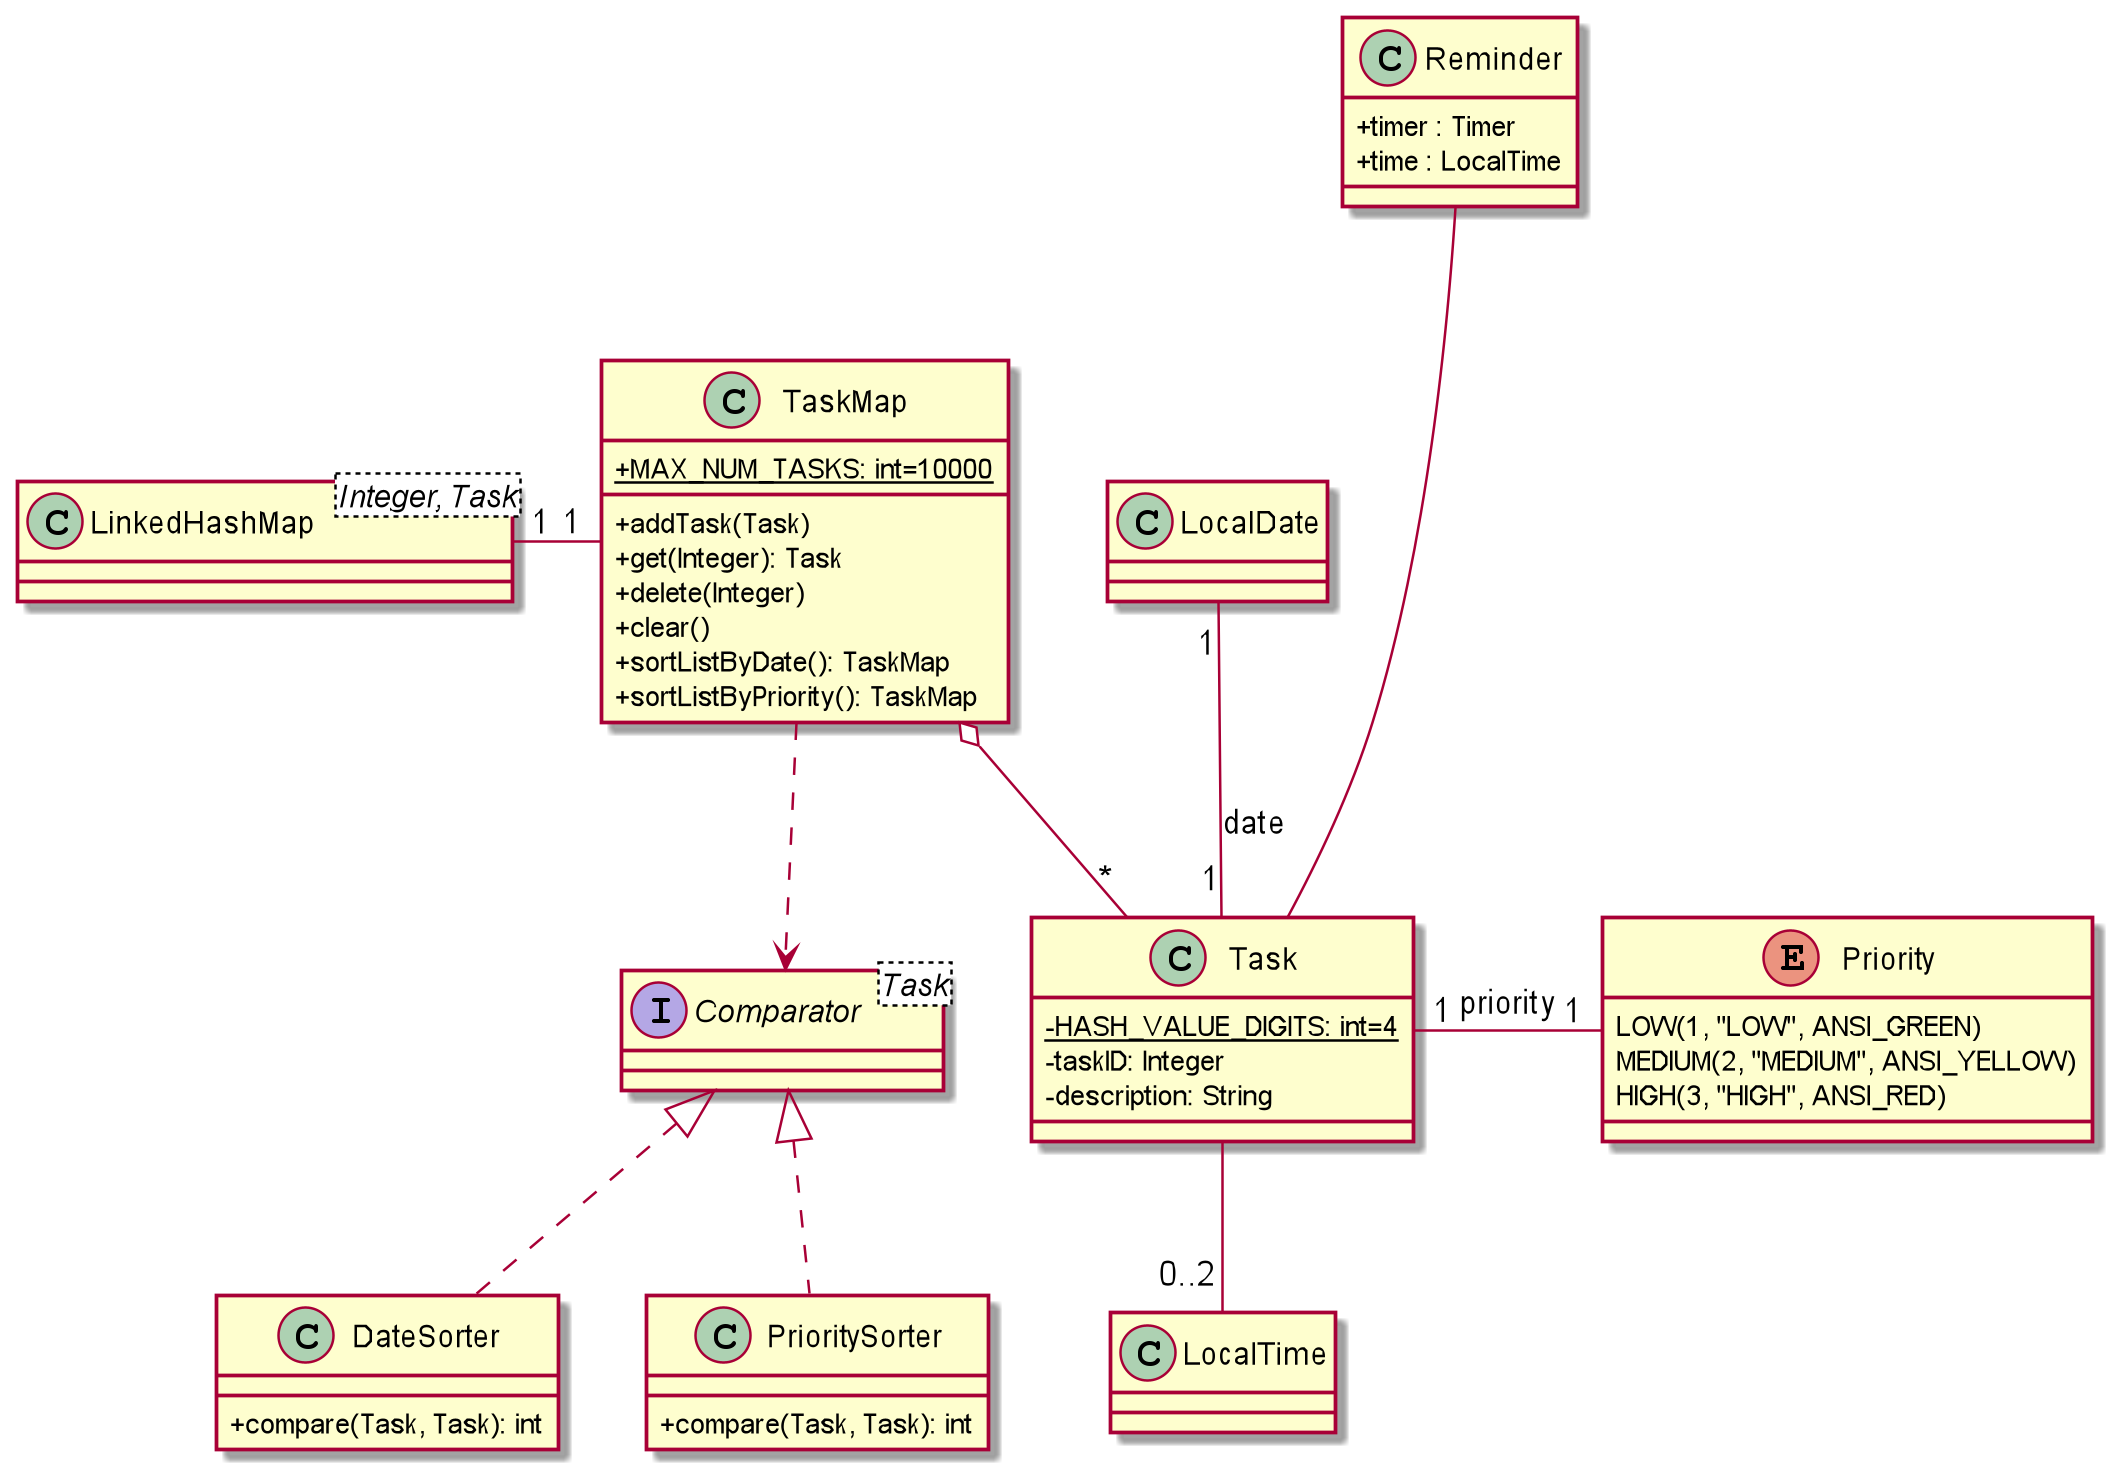 C Reminder
+timer : Timer
+time : LocalTime
C TaskMap
+MAX_NUM_TASKS: int=10000
+addTask(Task)
+get(Integer): Task
+delete(Integer)
+clear()
+sortListByDate(): TaskMap
+sortListByPriority(): TaskMap
Integer, Task
C LinkedHashMap
1 1
C LocalDate
1
date
1
*
Task
I Comparator
C Task
-HASH_VALUE_DIGITS: int=4
-taskID: Integer
-description: String
1 priority 1
E Priority
LOW(1, "LOW", ANSI_GREEN)
MEDIUM(2, "MEDIUM", ANSI_YELLOW)
HIGH(3, "HIGH", ANSI_RED)
0..2
C DateSorter
+compare(Task, Task): int
C PrioritySorter
+compare(Task, Task): int
C LocalTime